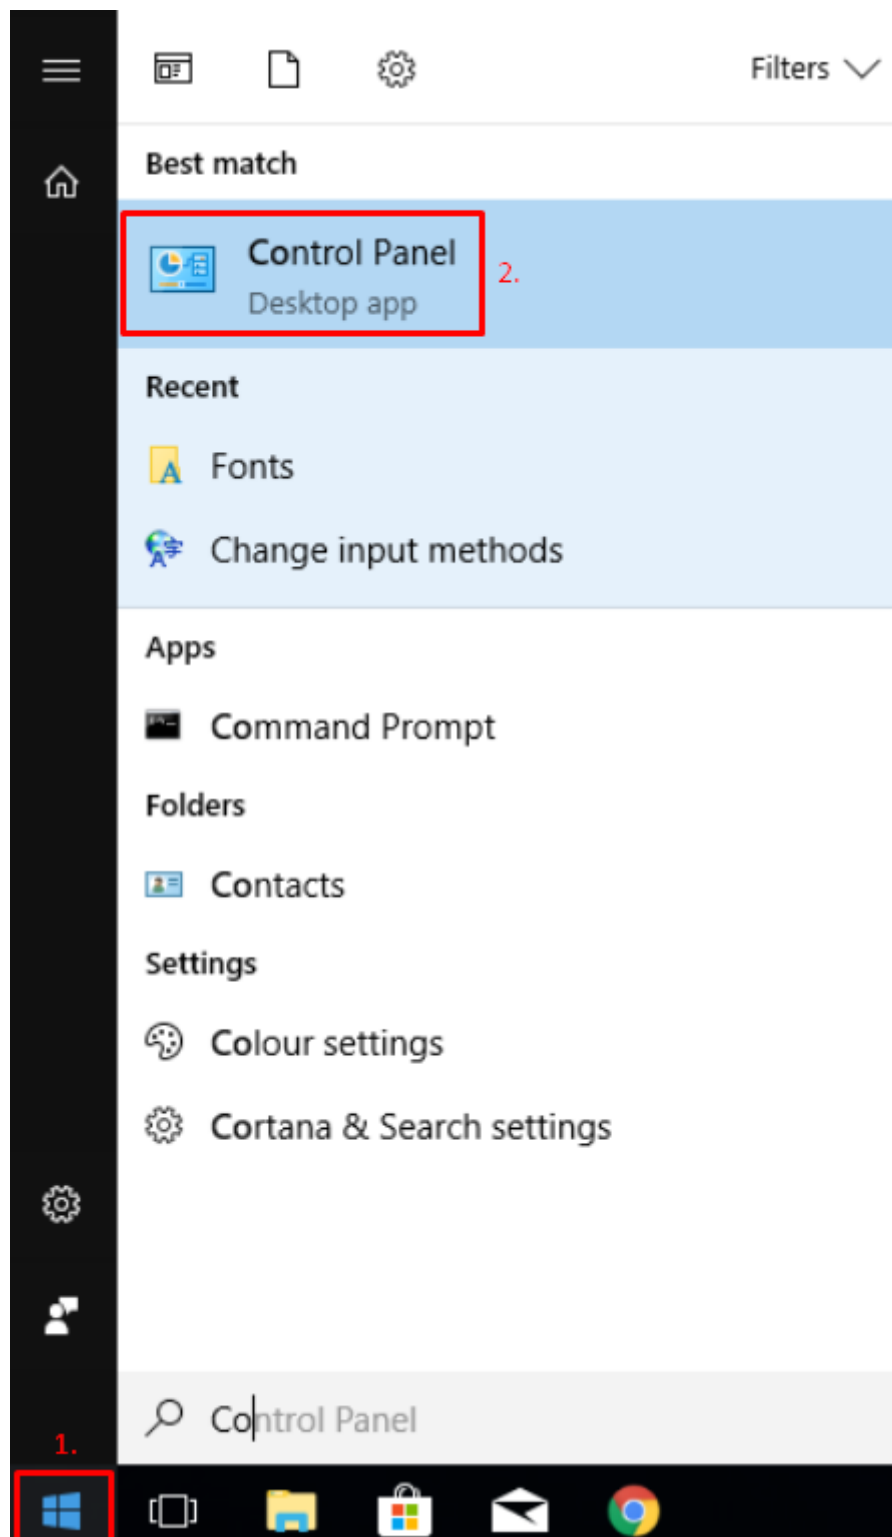 Filters
Best match
Control Panel
Desktop app
2.
Recent
Fonts
Change input methods
Apps
Command Prompt
Folders
Contacts
Settings
Colour settings
Cortana & Search settings
Control Panel
1.